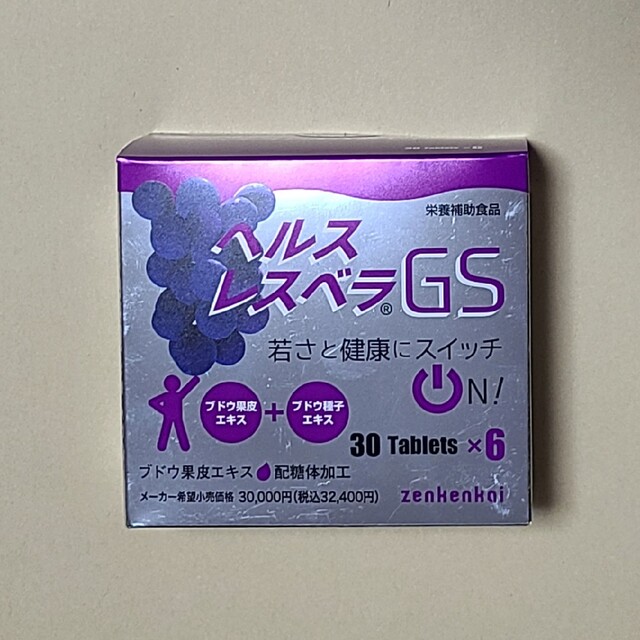 30 Tablets ×6
栄養補助食品
ヘルス
レスベラ®GS
若さと健康にスイッチ
ON!
ブドウ果皮
エキス
+
ブドウ種子
エキス
30 Tablets ×6
ブドウ果皮エキス 配糖体加工
メーカー希望小売価格 30,000円(税込32,400円)
zenkenkai